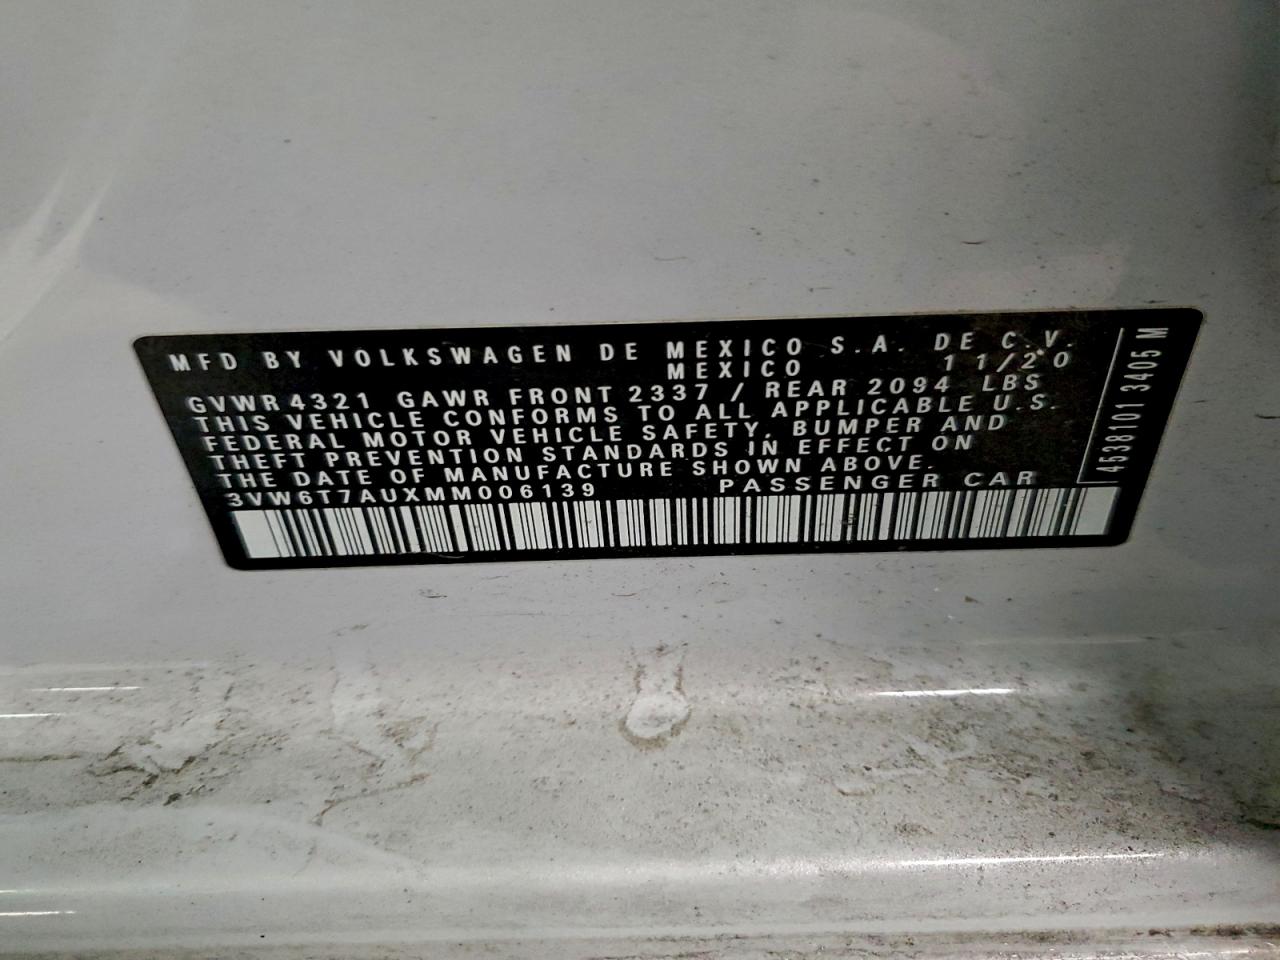 MFD BY VOLKSWAGEN DE MEXICO S.A. DE C.V.
MEXICO 11/20
GVWR 4321 GAWR FRONT 2337 / REAR 2094 LBS
THIS VEHICLE CONFORMS TO ALL APPLICABLE U.S.
FEDERAL MOTOR VEHICLE SAFETY, BUMPER AND
THEFT PREVENTION STANDARDS IN EFFECT ON
THE DATE OF MANUFACTURE SHOWN ABOVE.
3VW6T7AUXMM006139 PASSENGER CAR
4538101 3405 M